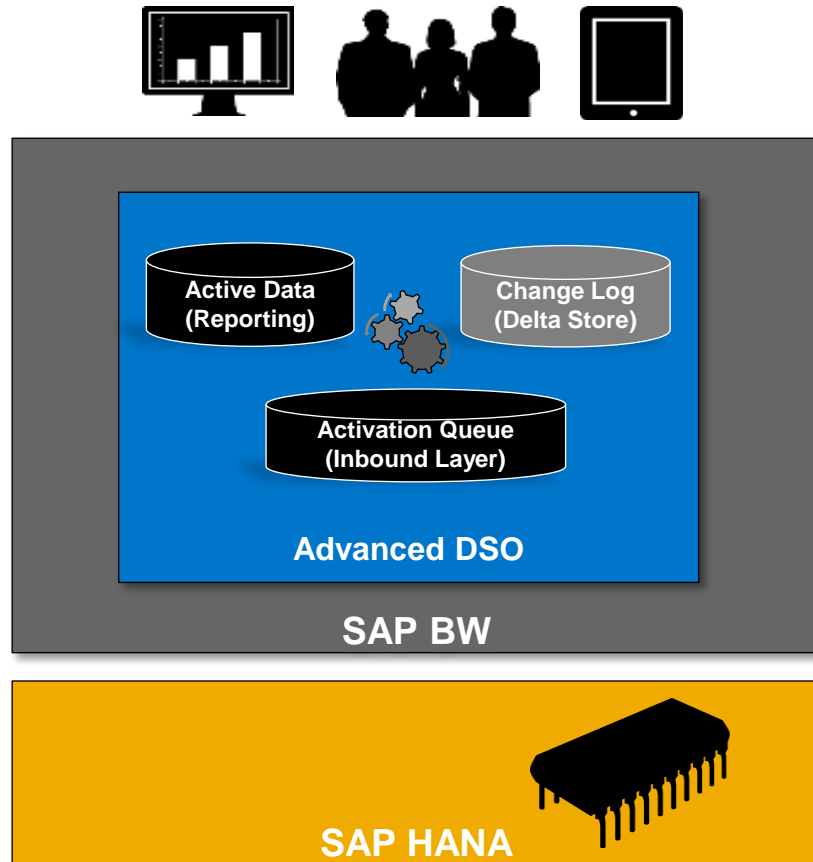 Active Data
(Reporting)
Change Log
(Delta Store)
Activation Queue
(Inbound Layer)
Advanced DSO
SAP BW
SAP HANA